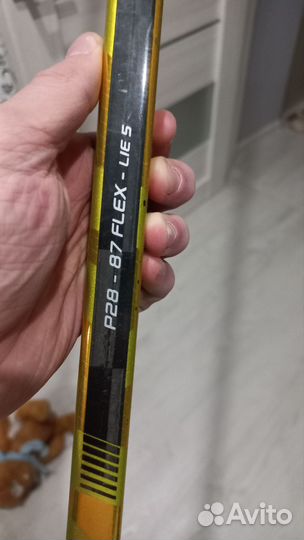 P28 - 87 FLEX - LIE 5
Avito